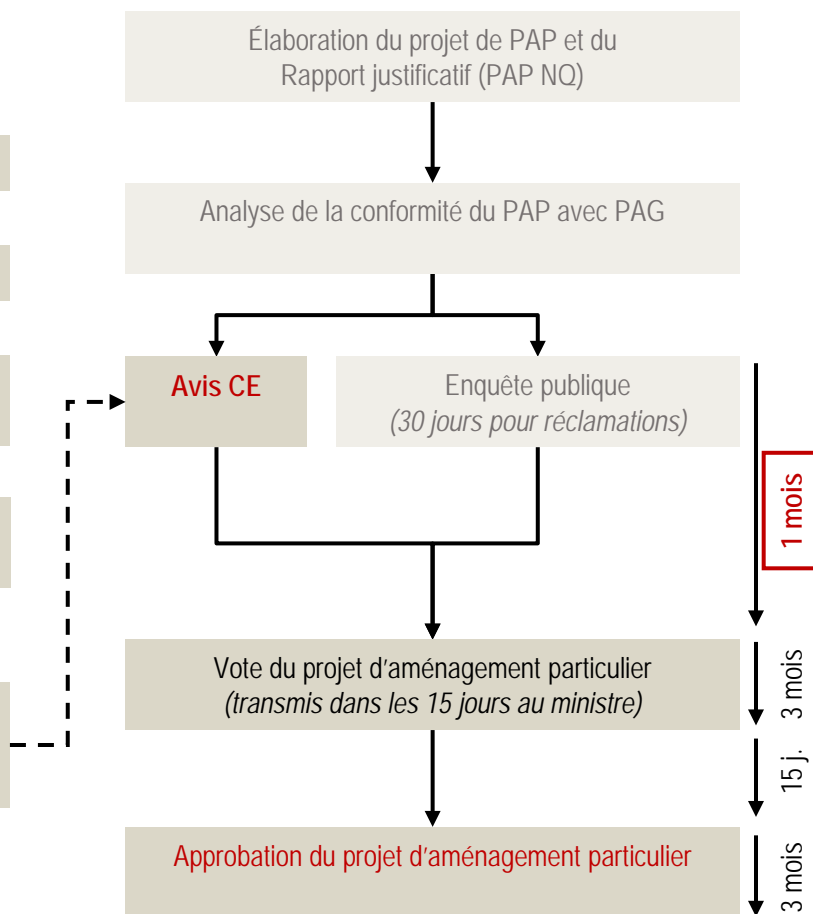 Élaboration du projet de PAP et du
Rapport justificatif (PAP NQ)
Analyse de la conformité du PAP avec PAG
Avis CE
Enquête publique
(30 jours pour réclamations)
1 mois
Vote du projet d'aménagement particulier
(transmis dans les 15 jours au ministre)
3 mois
15 j.
Approbation du projet d'aménagement particulier
3 mois